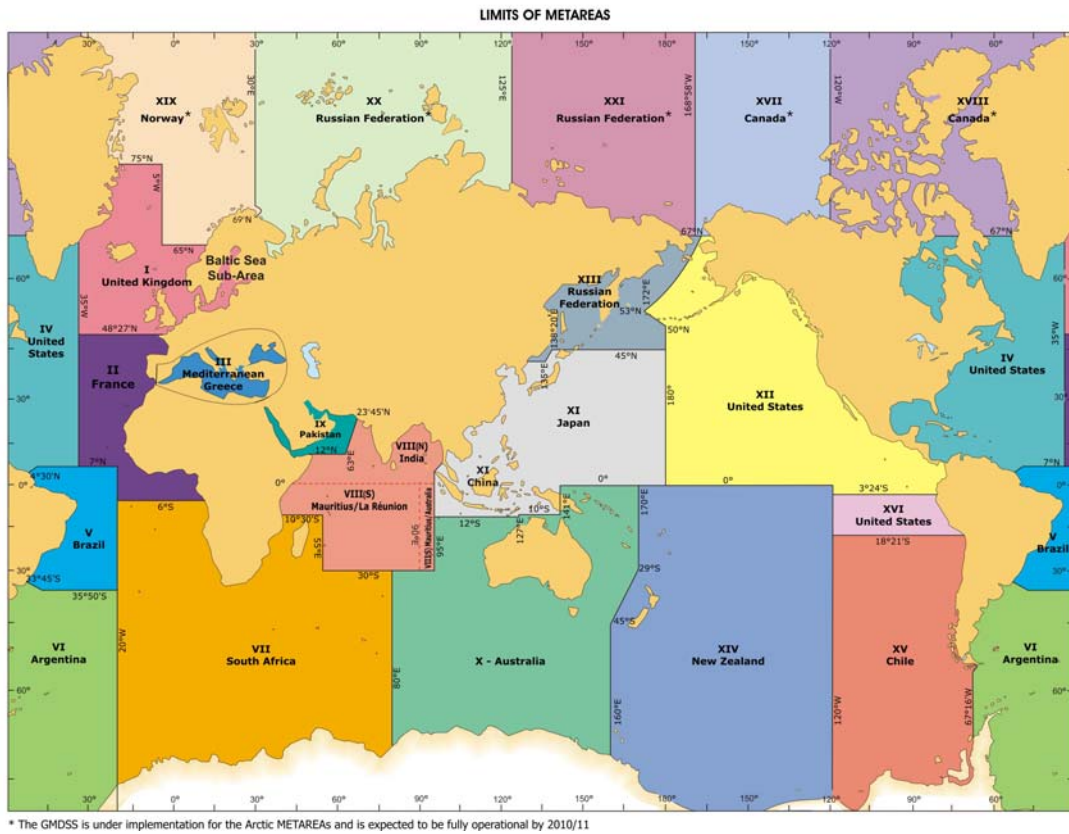 LIMITS OF METAREAS
30° 0° 30° 60° 90° 120° 150° 180° 150° 120° 90° 60°
XIX
Norway*
30°E
XX
Russian Federation*
125°E
XXI
Russian Federation*
168°58'W
XVII
Canada*
120°W
XVIII
Canada*
75°N
5°W
69°N
65°N
67°N
67°N
I
United Kingdom
Baltic Sea
Sub-Area
60°
60°
35°W
48°27'N
XIII
Russian
Federation
172°E
53°N
50°N
138°20'E
45°N
135°E
IV
United
States
II
France
III
Mediterranean
Greece
IV
United States
35°W
30°
30°
XII
United States
180°
XI
Japan
IX
Pakistan
12°N
23°45'N
63°E
VIII(N)
India
XI
China
7°N
4°30'N
7°N
0°
0°
0°
0°
0°
0°
3°24'S
VIII(S)
Mauritius/La Réunion
VIII(S) Mauritius/Australia
6°S
10°30'S
12°S
10°S
127°E
141°E
170°E
XVI
United States
18°21'S
V
Brazil
V
Brazil
55°E
90°E
95°E
30°
30°
33°45'S
35°50'S
30°S
29°S
45°S
VI
Argentina
20°W
VII
South Africa
80°E
X - Australia
160°E
XIV
New Zealand
120°W
XV
Chile
67°16'W
VI
Argentina
60°
60°
30° 0° 30° 60° 90° 120° 150° 180° 150° 120° 90° 60°
* The GMDSS is under implementation for the Arctic METAREAs and is expected to be fully operational by 2010/11